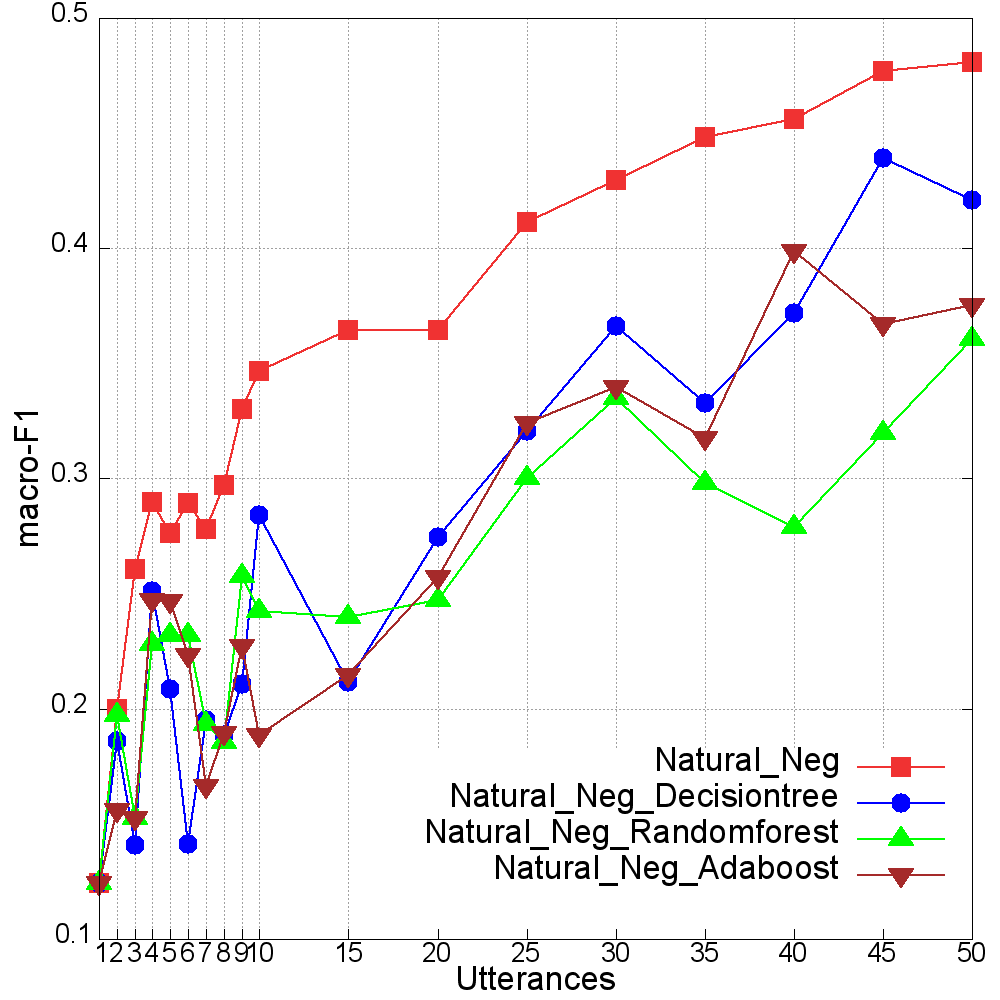 0.5
0.4
0.3
0.2
0.1
macro-F1
Natural_Neg
Natural_Neg_Decisiontree
Natural_Neg_Randomforest
Natural_Neg_Adaboost
1 2 3 4 5 6 7 8 9 10 15 20 25 30 35 40 45 50
Utterances